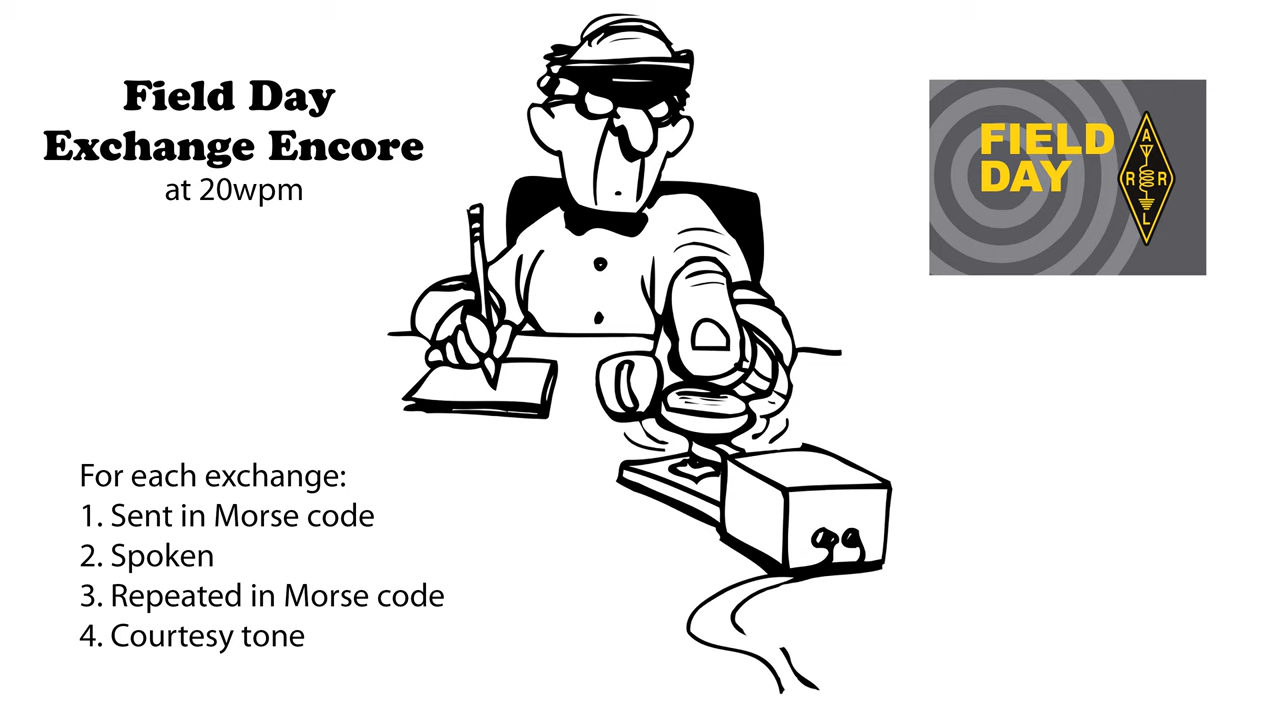 Field Day
Exchange Encore
at 20wpm
FIELD
DAY
A
R R
L
For each exchange:
1. Sent in Morse code
2. Spoken
3. Repeated in Morse code
4. Courtesy tone